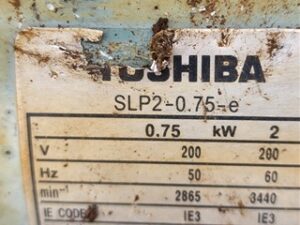 TOSHIBA
SLP2-0.75-e
0.75 kW 2
V 200 200
Hz 50 60
min⁻¹ 2865 3440
IE CODE IE3 IE3